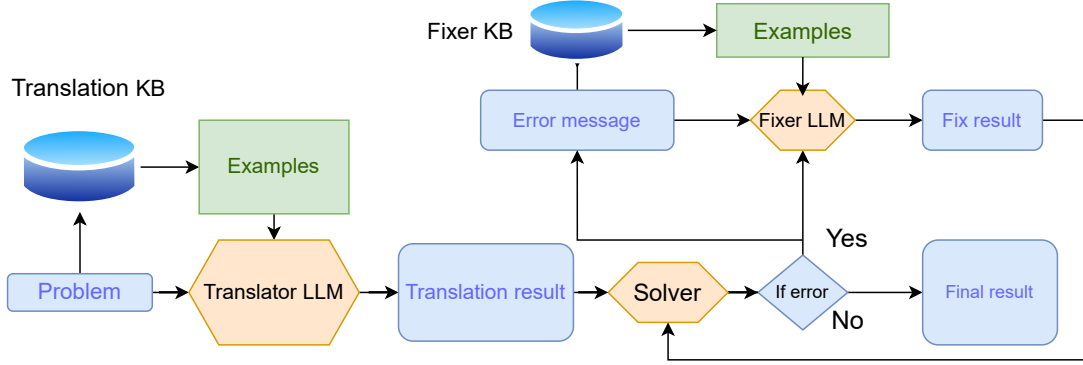 Fixer KB
Examples
Translation KB
Error message
Fixer LLM
Fix result
Examples
Yes
Problem
Translator LLM
Translation result
Solver
If error
Final result
No